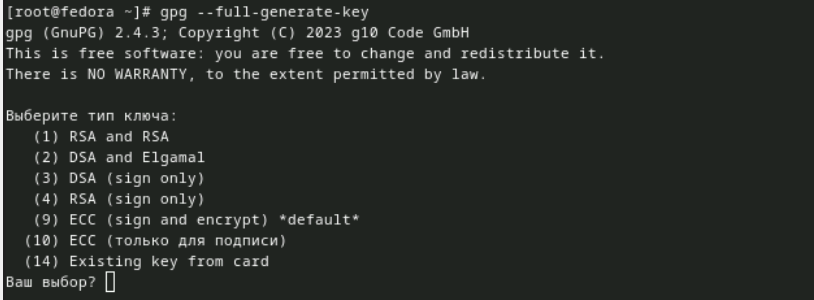 [root@fedora ~]# gpg --full-generate-key
gpg (GnuPG) 2.4.3; Copyright (C) 2023 g10 Code GmbH
This is free software: you are free to change and redistribute it.
There is NO WARRANTY, to the extent permitted by law.

Выберите тип ключа:
   (1) RSA and RSA
   (2) DSA and Elgamal
   (3) DSA (sign only)
   (4) RSA (sign only)
   (9) ECC (sign and encrypt) *default*
  (10) ECC (только для подписи)
  (14) Existing key from card
Ваш выбор?